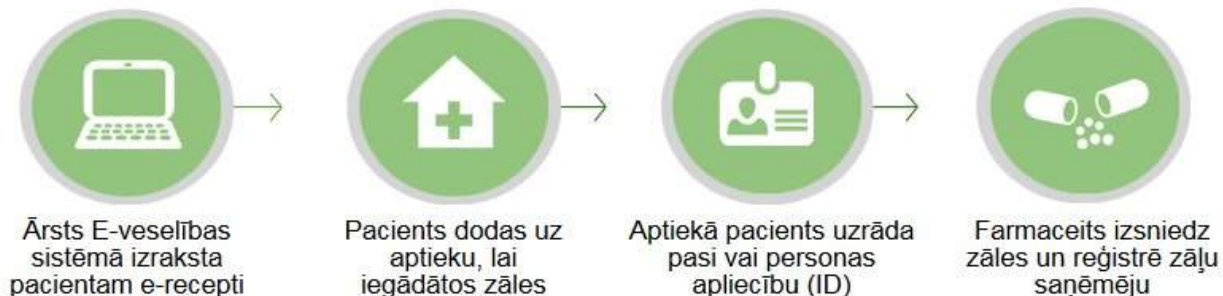 Ārsts E-veselības
sistēmā izraksta
pacientam e-recepti
Pacients dodas uz
aptieku, lai
iegādātos zāles
Aptiekā pacients uzrāda
pasi vai personas
apliecību (ID)
Farmaceits izsniedz
zāles un reģistrē zāļu
saņēmēju